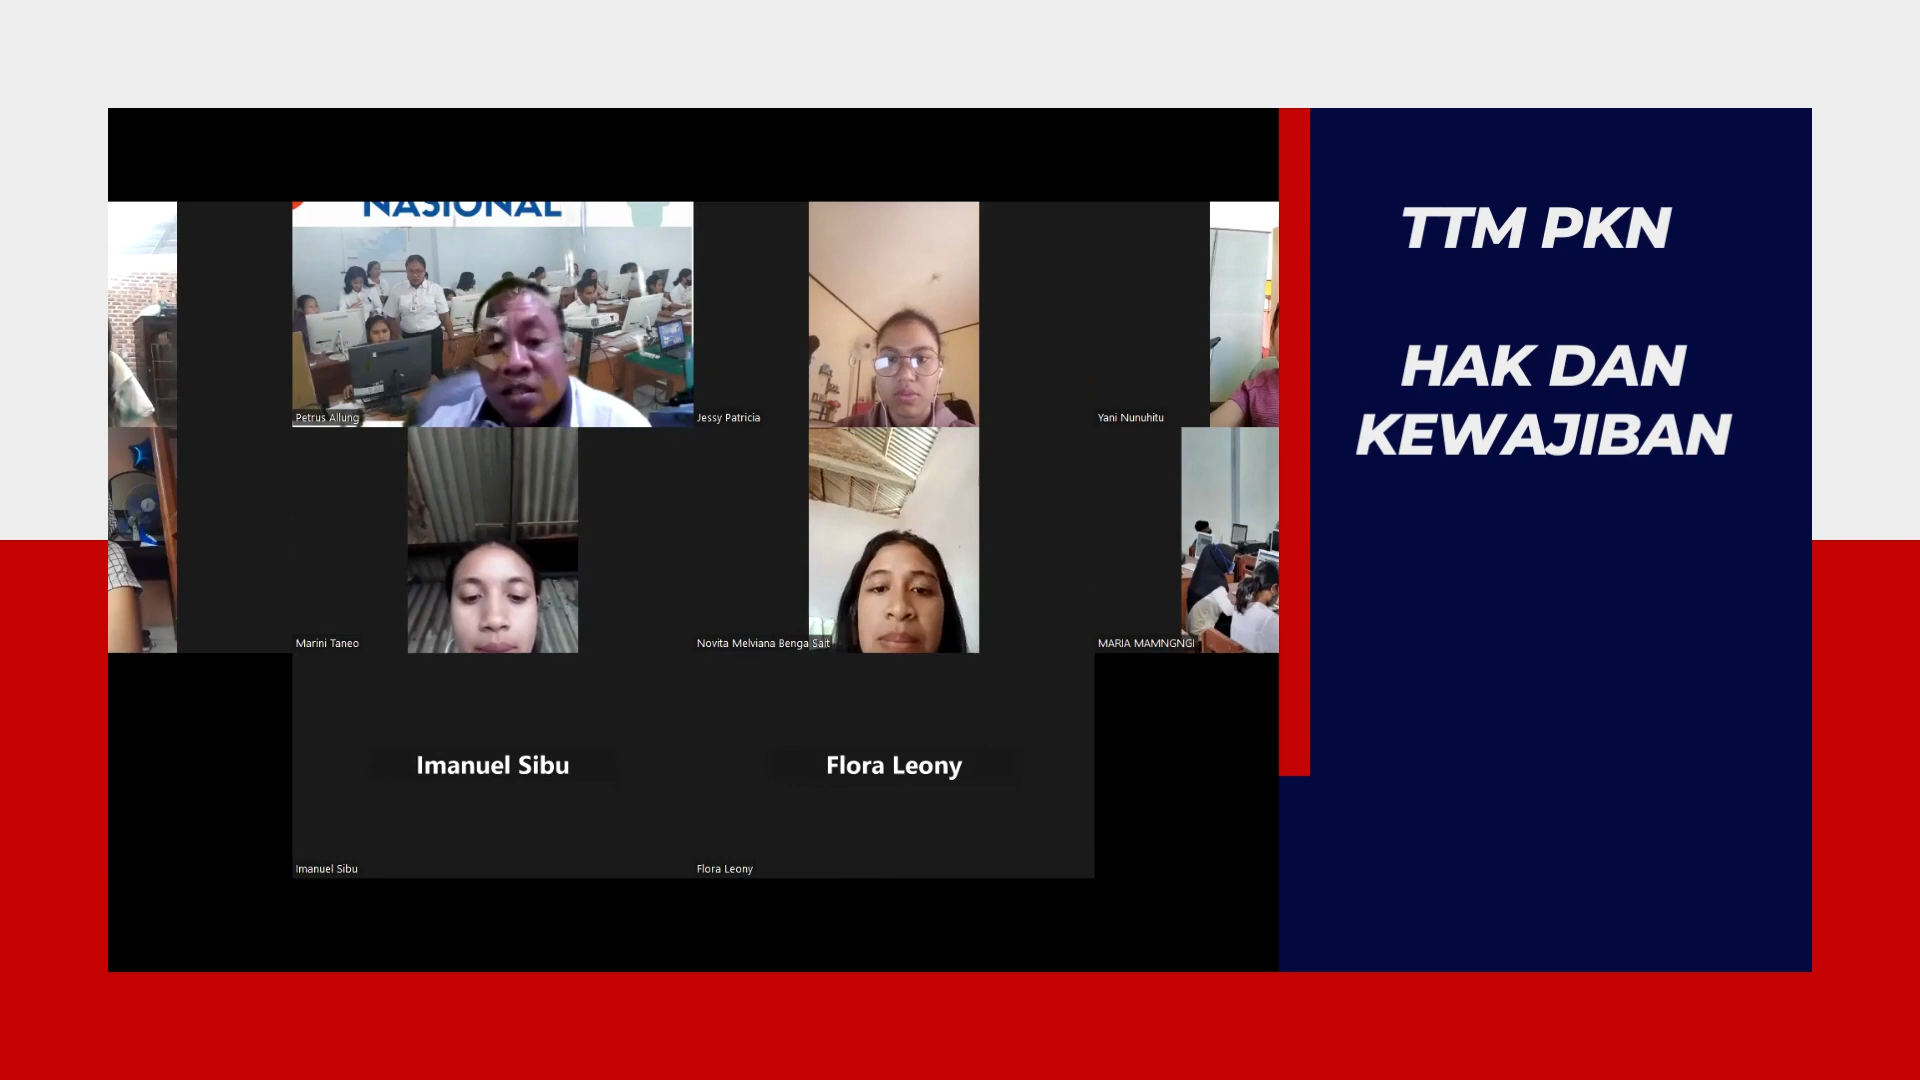 NASIONAL
Petrus Allung
Jessy Patricia
Yani Nunuhitu
Marini Taneo
Novita Melviana Benga Sait
MARIA MAMNGNGI
Imanuel Sibu
Flora Leony
Imanuel Sibu
Flora Leony
TTM PKN
HAK DAN
KEWAJIBAN